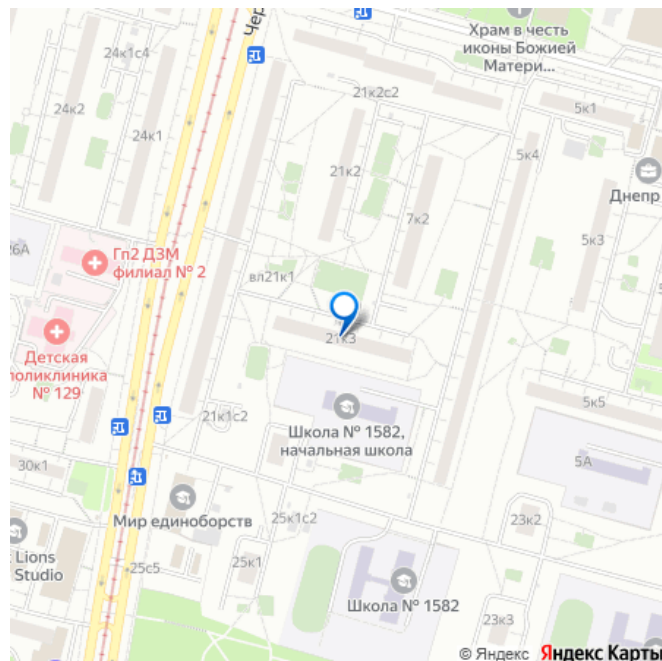 Чер
Храм в честь
иконы Божией
Матери...
24к1с4
24к2
24к1
21к2с2
5к1
5к4
21к2
Днепр
7к2
5к3
26А
Гп2 ДЗМ
филиал № 2
вл21к1
21к3
Детская
поликлиника
№ 129
5к5
21к1с2
Школа № 1582,
начальная школа
30к1
5А
Мир единоборств
25к1с2
23к2
Lions
Studio
25с5
25к1
Школа № 1582
23к3
© Яндекс Яндекс Карты